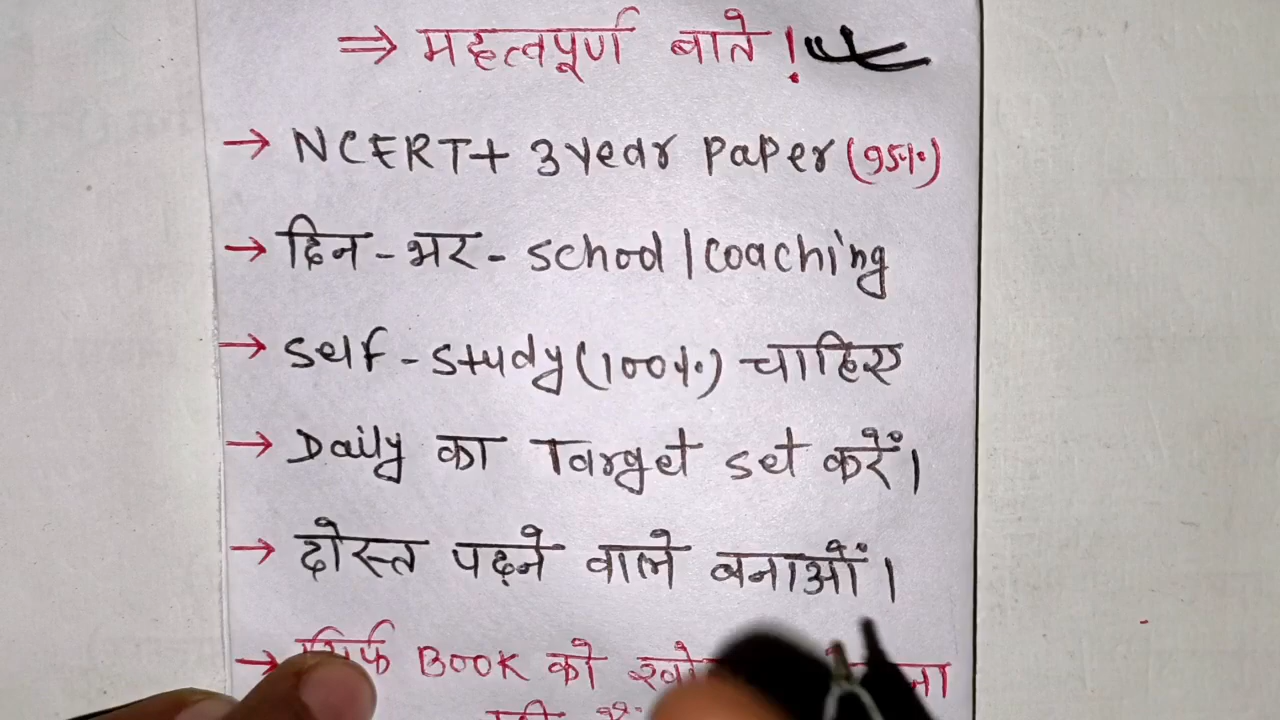 ⇒ महत्वपूर्ण बाते !
→ NCERT + 3 year paper (95%)
→ दिन - भर - school / coaching
→ self - study (100%) चाहिए
→ Daily का Target set करें।
→ दोस्त पढ़ने वाले बनाओं।
→ सिर्फ BOOK को